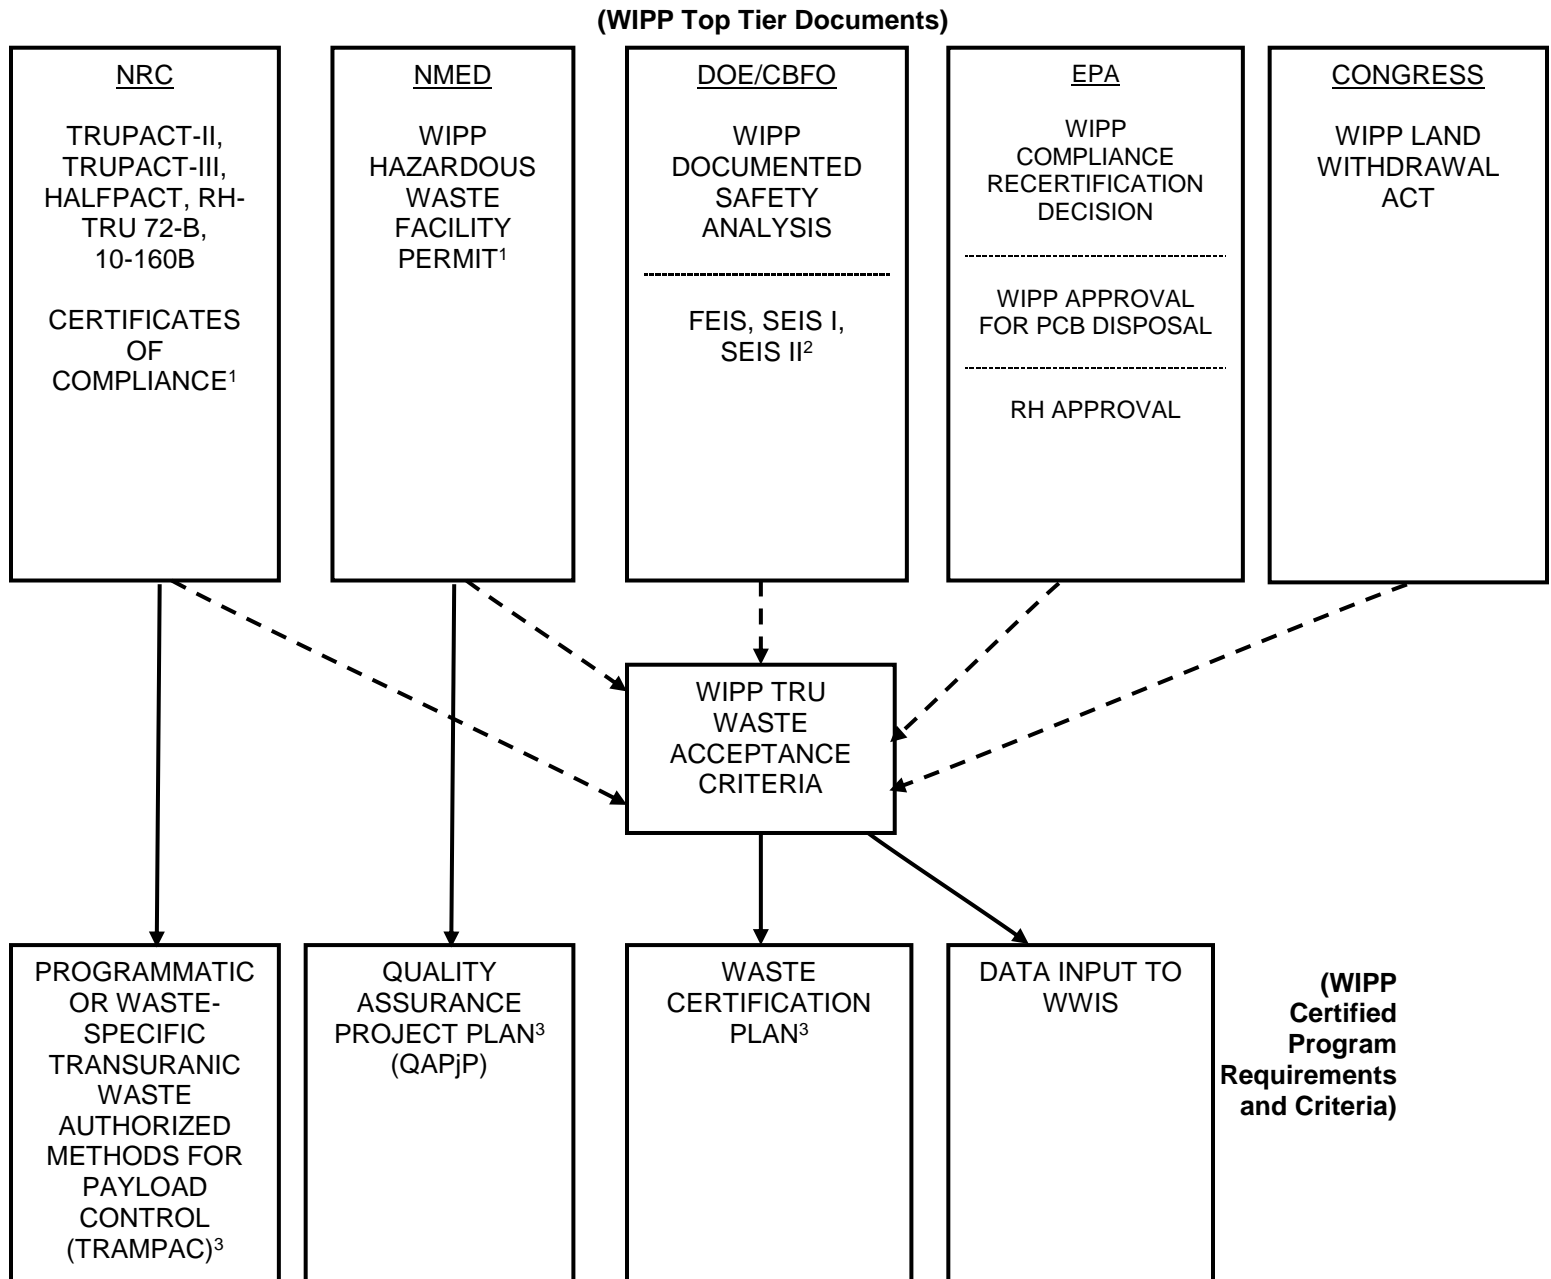 (WIPP Top Tier Documents)
NRC
TRUPACT-II,
TRUPACT-III,
HALFPACT, RH-
TRU 72-B,
10-160B
CERTIFICATES
OF
COMPLIANCE¹
NMED
WIPP
HAZARDOUS
WASTE
FACILITY
PERMIT¹
DOE/CBFO
WIPP
DOCUMENTED
SAFETY
ANALYSIS
FEIS, SEIS I,
SEIS II²
EPA
WIPP
COMPLIANCE
RECERTIFICATION
DECISION
WIPP APPROVAL
FOR PCB DISPOSAL
RH APPROVAL
CONGRESS
WIPP LAND
WITHDRAWAL
ACT
WIPP TRU
WASTE
ACCEPTANCE
CRITERIA
PROGRAMMATIC
OR WASTE-
SPECIFIC
TRANSURANIC
WASTE
AUTHORIZED
METHODS FOR
PAYLOAD
CONTROL
(TRAMPAC)³
QUALITY
ASSURANCE
PROJECT PLAN³
(QAPjP)
WASTE
CERTIFICATION
PLAN³
DATA INPUT TO
WWIS
(WIPP
Certified
Program
Requirements
and Criteria)